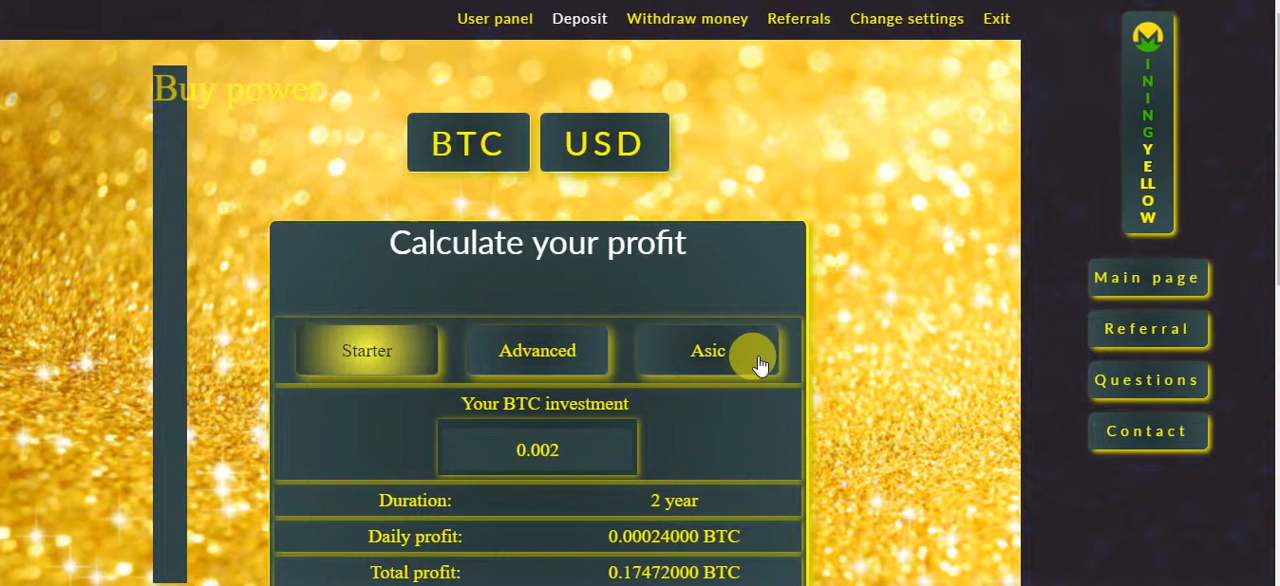 User panel Deposit Withdraw money Referrals Change settings Exit
Buy power
BTC USD
Calculate your profit
Starter Advanced Asic
Your BTC investment
0.002
Duration: 2 year
Daily profit: 0.00024000 BTC
Total profit: 0.17472000 BTC
M
I
N
I
N
G
Y
E
LL
O
W
Main page
Referral
Questions
Contact